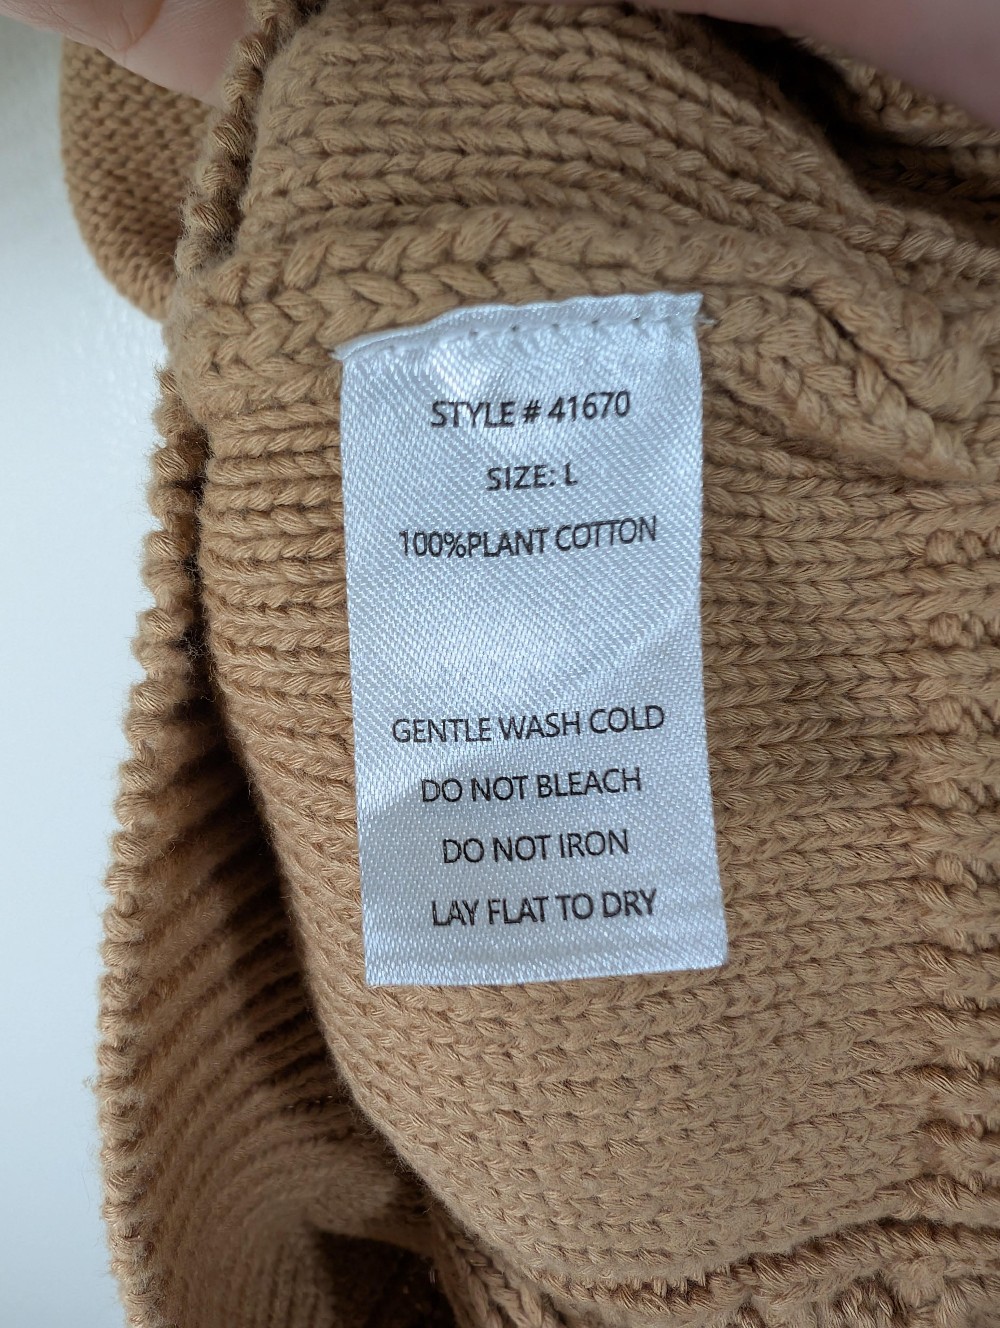 STYLE # 41670
SIZE: L
100%PLANT COTTON
GENTLE WASH COLD
DO NOT BLEACH
DO NOT IRON
LAY FLAT TO DRY